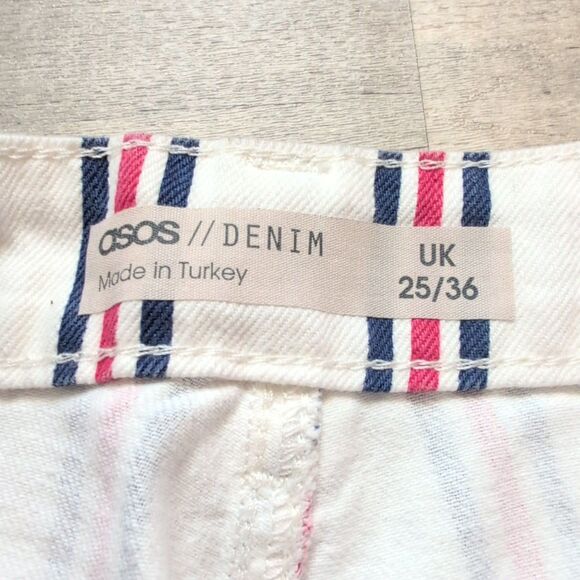 asos // DENIM
Made in Turkey
UK
25/36